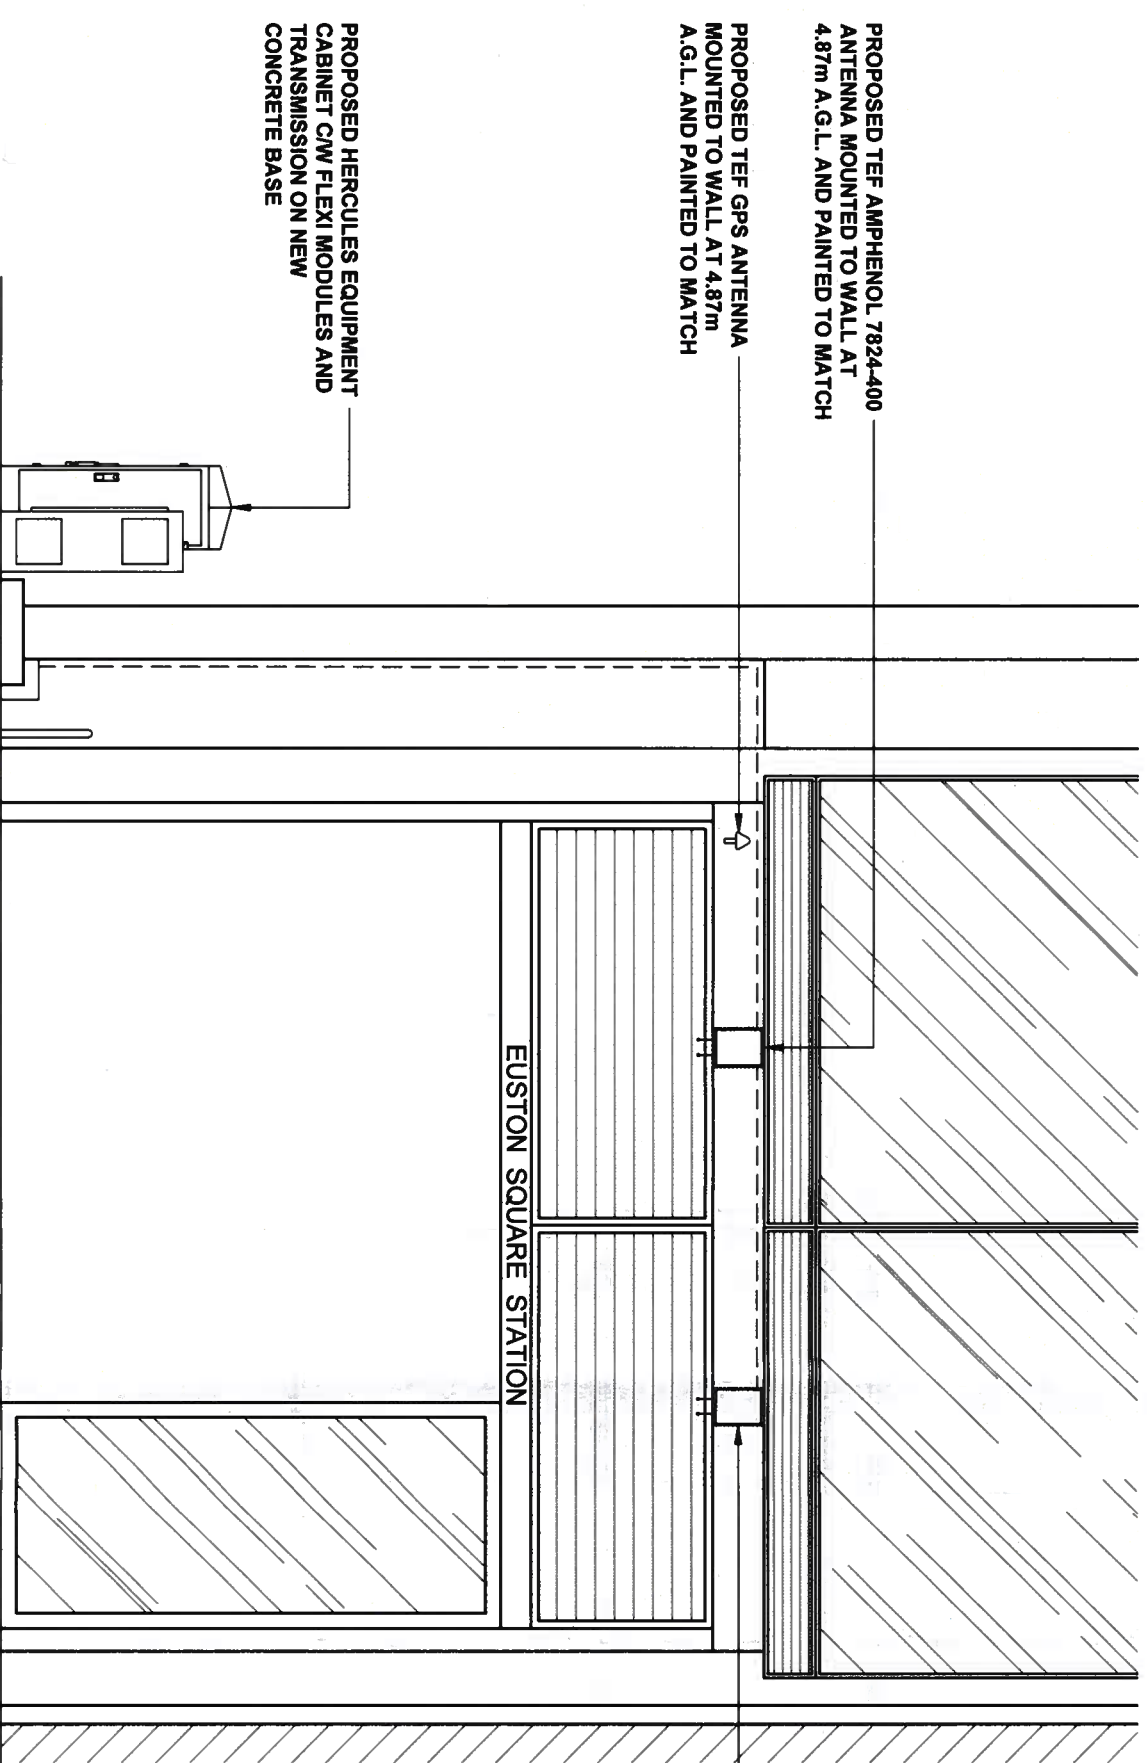 PROPOSED TEF AMPHENOL 7824-400
ANTENNA MOUNTED TO WALL AT
4.87m A.G.L. AND PAINTED TO MATCH
PROPOSED TEF GPS ANTENNA
MOUNTED TO WALL AT 4.87m
A.G.L. AND PAINTED TO MATCH
PROPOSED HERCULES EQUIPMENT
CABINET C/W FLEXI MODULES AND
TRANSMISSION ON NEW
CONCRETE BASE
EUSTON SQUARE STATION